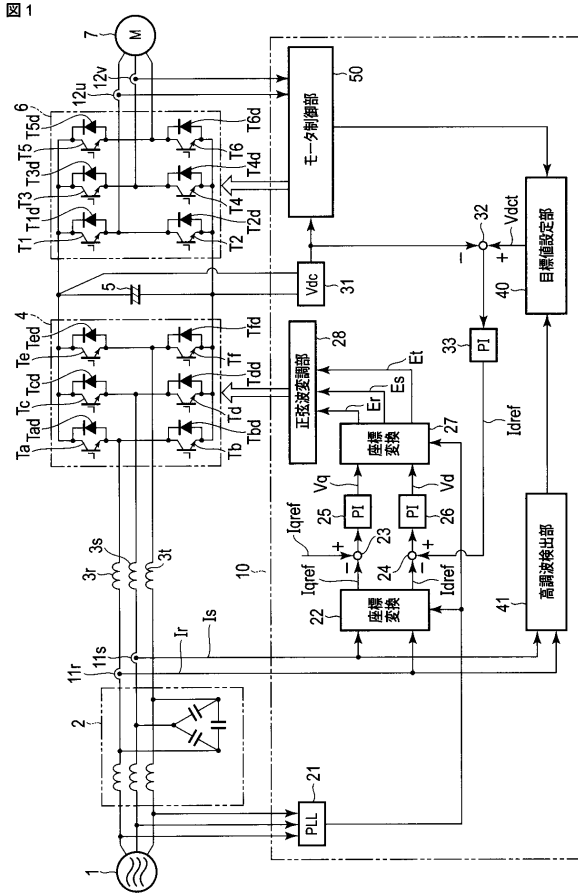 図1
7
M
12v
12u
6
T5d
T5
T3d
T3
T1d
T1
T6d
T6
T4d
T4
T2d
T2
50
モータ制御部
5
Vdc
31
32
Vdct
目標値設定部
40
33
PI
Idref
4
Ted
Te
Tcd
Tc
Tad
Ta
Tfd
Tf
Tdd
Td
Tbd
Tb
28
正弦波変調部
Et
Es
Er
27
座標
変換
Vq
Vd
25
PI
PI
26
Iqref
23
24
Iqref
Idref
22
座標
変換
10
3s
3r
3t
Is
Ir
11s
11r
高調波検出部
41
2
21
PLL
1